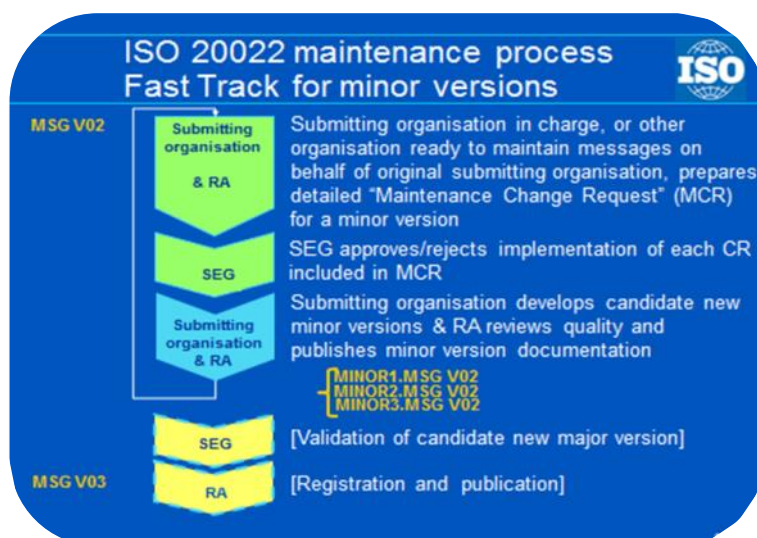 ISO 20022 maintenance process
Fast Track for minor versions
ISO
MSG V02
Submitting
organisation
& RA
Submitting organisation in charge, or other
organisation ready to maintain messages on
behalf of original submitting organisation, prepares
detailed “Maintenance Change Request” (MCR)
for a minor version
SEG
SEG approves/rejects implementation of each CR
included in MCR
Submitting
organisation
& RA
Submitting organisation develops candidate new
minor versions & RA reviews quality and
publishes minor version documentation
MINOR1.MSG V02
MINOR2.MSG V02
MINOR3.MSG V02
SEG
[Validation of candidate new major version]
MSG V03
RA
[Registration and publication]